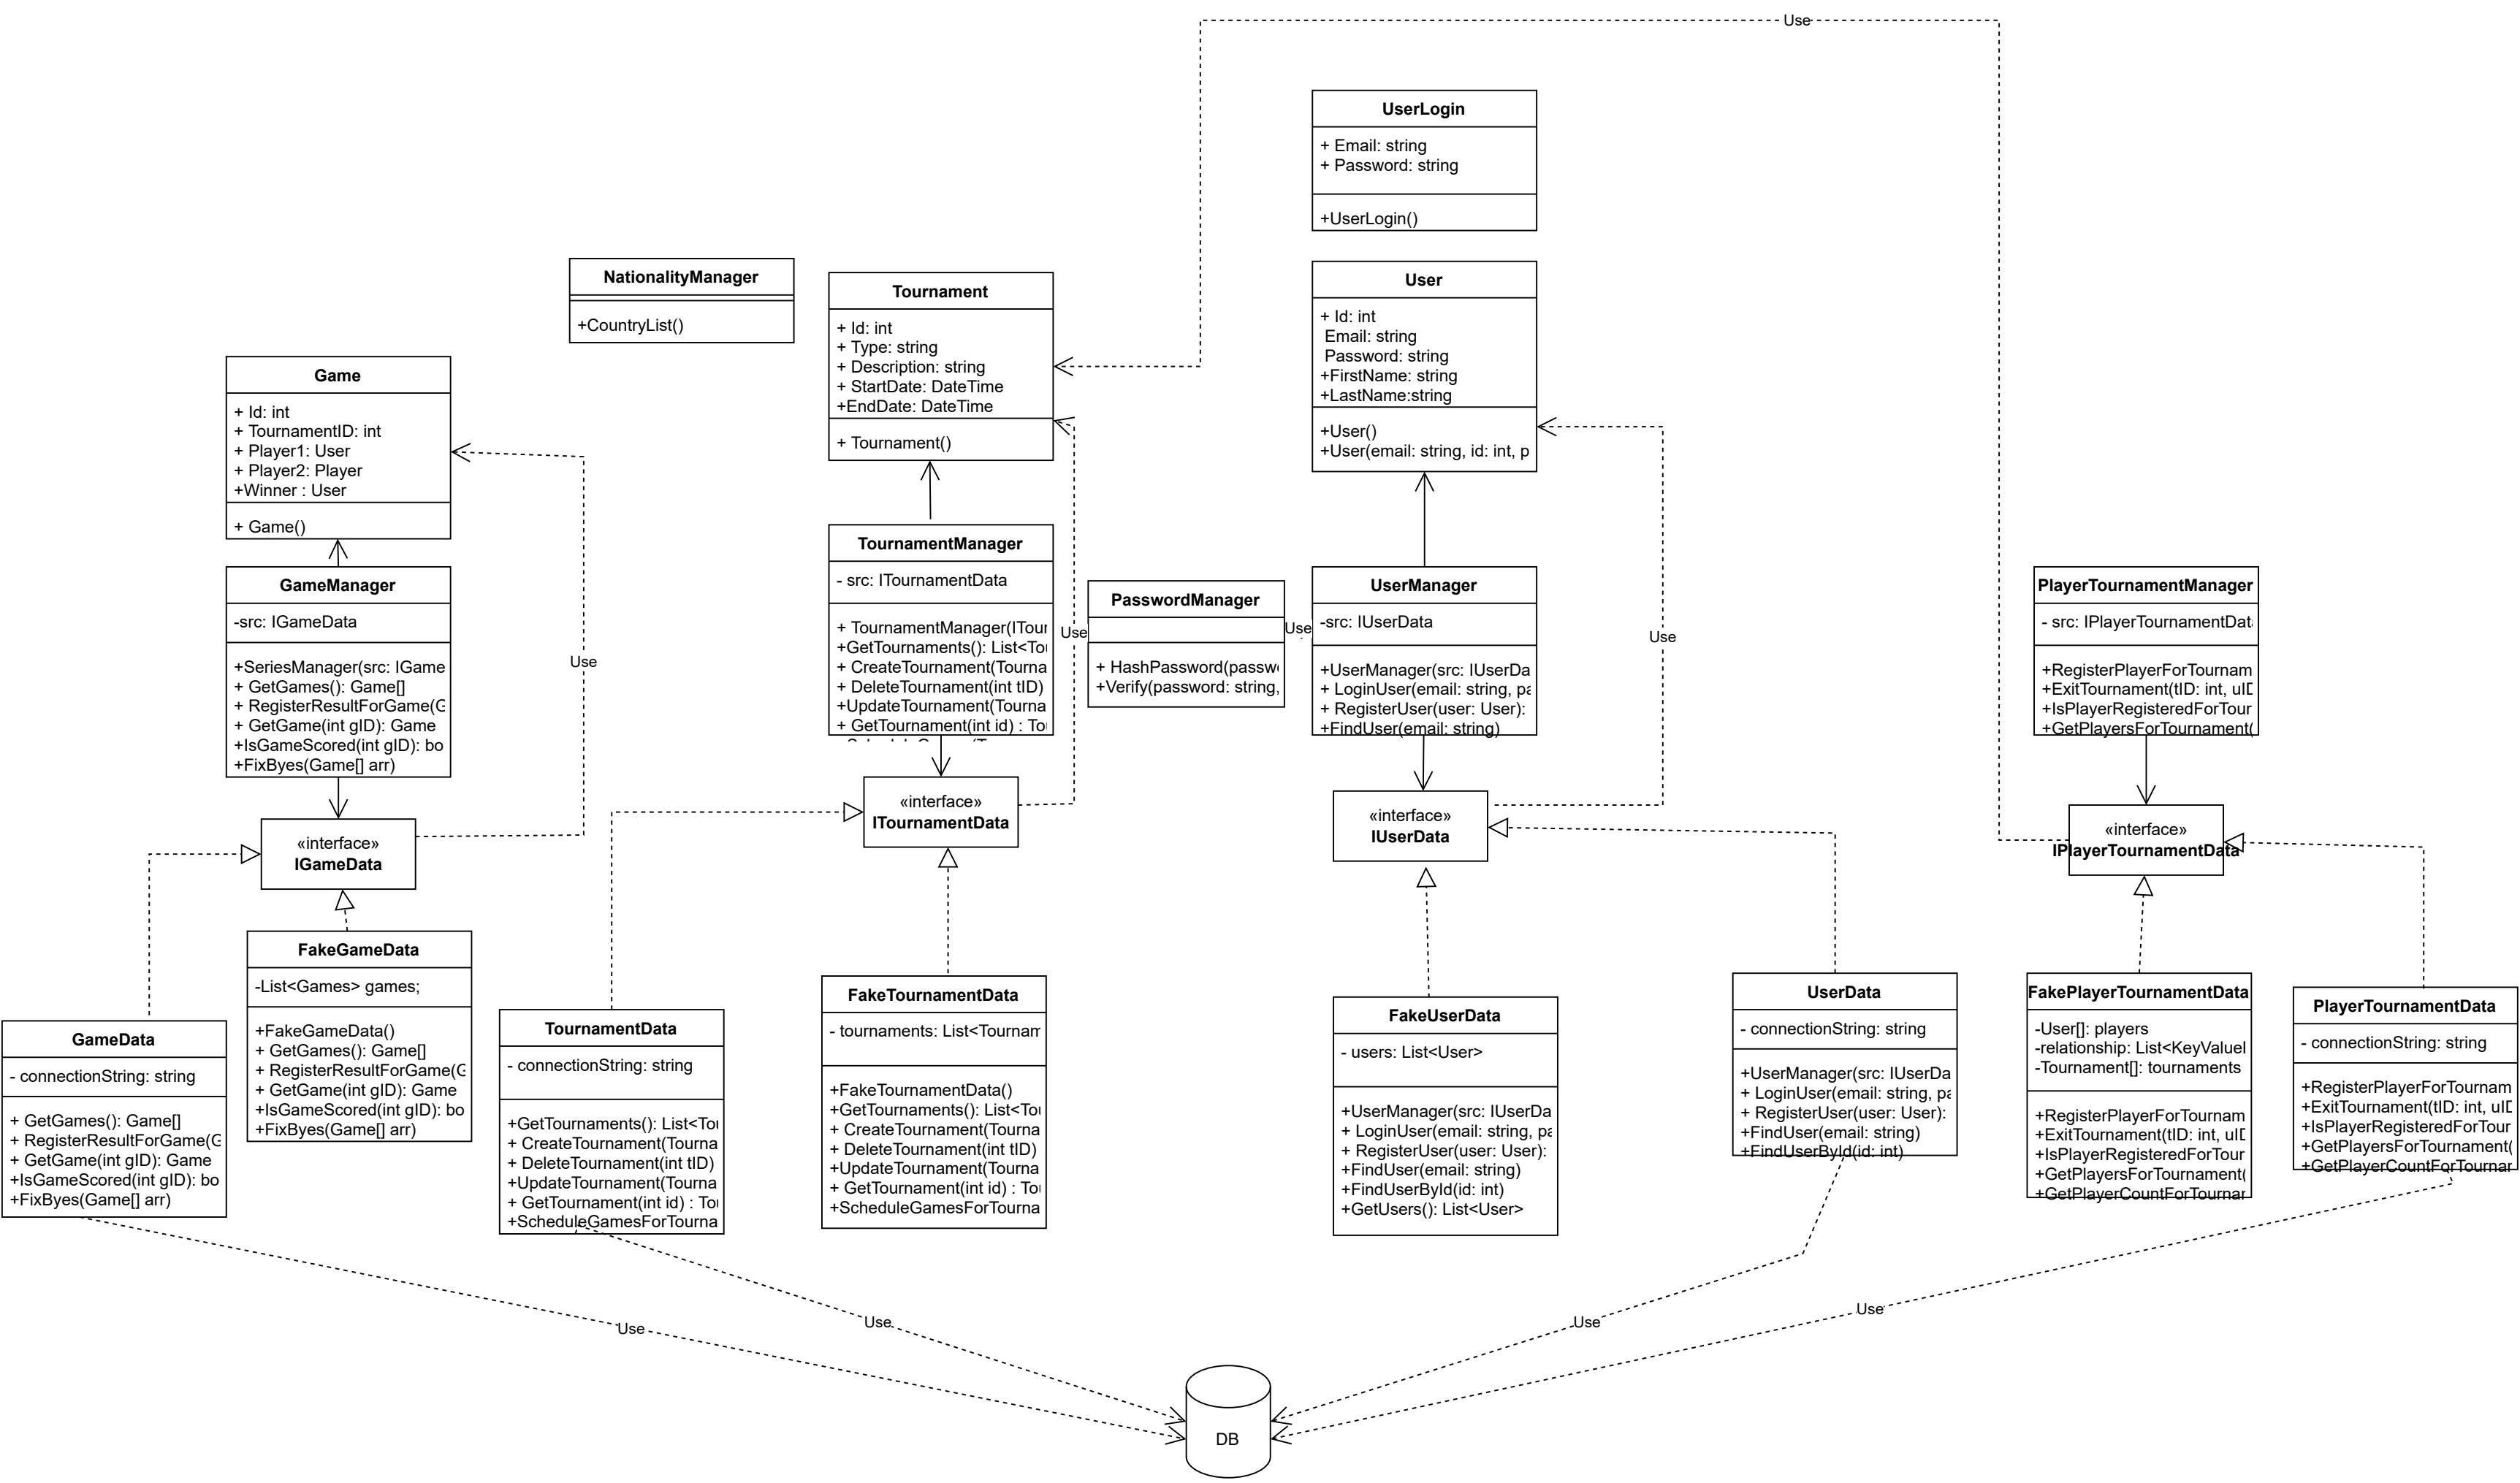 Use
UserLogin
+ Email: string
+ Password: string
+UserLogin()
NationalityManager
+CountryList()
Tournament
+ Id: int
+ Type: string
+ Description: string
+ StartDate: DateTime
+EndDate: DateTime
+ Tournament()
User
+ Id: int
Email: string
Password: string
+FirstName: string
+LastName:string
+User()
+User(email: string, id: int, p
Game
+ Id: int
+ TournamentID: int
+ Player1: User
+ Player2: Player
+Winner : User
+ Game()
GameManager
-src: IGameData
+SeriesManager(src: IGame
+ GetGames(): Game[]
+ RegisterResultForGame(G
+ GetGame(int gID): Game
+IsGameScored(int gID): bo
+FixByes(Game[] arr)
Use
TournamentManager
- src: ITournamentData
+ TournamentManager(ITour
+GetTournaments(): List<Tou
+ CreateTournament(Tourna
+ DeleteTournament(int tID)
+UpdateTournament(Tourna
+ GetTournament(int id) : Tou
Use
PasswordManager
+ HashPassword(passwo
+Verify(password: string,
Use
UserManager
-src: IUserData
+UserManager(src: IUserDa
+ LoginUser(email: string, pa
+ RegisterUser(user: User):
+FindUser(email: string)
Use
PlayerTournamentManager
- src: IPlayerTournamentData
+RegisterPlayerForTournam
+ExitTournament(tID: int, uID
+IsPlayerRegisteredForTour
+GetPlayersForTournament(
«interface»
IGameData
«interface»
ITournamentData
«interface»
IUserData
«interface»
IPlayerTournamentData
GameData
- connectionString: string
+ GetGames(): Game[]
+ RegisterResultForGame(G
+ GetGame(int gID): Game
+IsGameScored(int gID): bo
+FixByes(Game[] arr)
FakeGameData
-List<Games> games;
+FakeGameData()
+ GetGames(): Game[]
+ RegisterResultForGame(G
+ GetGame(int gID): Game
+IsGameScored(int gID): bo
+FixByes(Game[] arr)
TournamentData
- connectionString: string
+GetTournaments(): List<Tou
+ CreateTournament(Tourna
+ DeleteTournament(int tID)
+UpdateTournament(Tourna
+ GetTournament(int id) : Tou
+ScheduleGamesForTourna
FakeTournamentData
- tournaments: List<Tournam
+FakeTournamentData()
+GetTournaments(): List<Tou
+ CreateTournament(Tourna
+ DeleteTournament(int tID)
+UpdateTournament(Tourna
+ GetTournament(int id) : Tou
+ScheduleGamesForTourna
FakeUserData
- users: List<User>
+UserManager(src: IUserDa
+ LoginUser(email: string, pa
+ RegisterUser(user: User):
+FindUser(email: string)
+FindUserById(id: int)
+GetUsers(): List<User>
UserData
- connectionString: string
+UserManager(src: IUserDa
+ LoginUser(email: string, pa
+ RegisterUser(user: User):
+FindUser(email: string)
+FindUserById(id: int)
FakePlayerTournamentData
-User[]: players
-relationship: List<KeyValueI
-Tournament[]: tournaments
+RegisterPlayerForTournam
+ExitTournament(tID: int, uID
+IsPlayerRegisteredForTour
+GetPlayersForTournament(
+GetPlayerCountForTournar
PlayerTournamentData
- connectionString: string
+RegisterPlayerForTournam
+ExitTournament(tID: int, uID
+IsPlayerRegisteredForTour
+GetPlayersForTournament(
+GetPlayerCountForTournar
Use
Use
Use
Use
DB